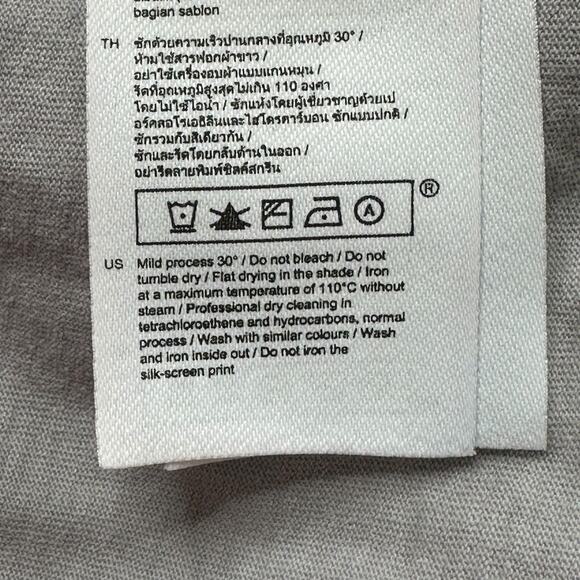 bagian sablon
TH ซักด้วยความเร็วปานกลางที่อุณหภูมิ 30° /
ห้ามใช้สารฟอกผ้าขาว /
อย่าใช้เครื่องอบผ้าแบบแกนหมุน /
รีดที่อุณหภูมิสูงสุดไม่เกิน 110 องศา
โดยไม่ใช้ไอน้ำ / ซักแห้งโดยผู้เชี่ยวชาญด้วยเป
อร์คลอโรเอธิลีนและไฮโดรคาร์บอน ซักแบบปกติ /
ซักรวมกับสีเดียวกัน /
ซักและรีดโดยกลับด้านในออก /
อย่ารีดลายพิมพ์ซิลค์สกรีน
A ®
US Mild process 30° / Do not bleach / Do not
tumble dry / Flat drying in the shade / Iron
at a maximum temperature of 110°C without
steam / Professional dry cleaning in
tetrachloroethene and hydrocarbons, normal
process / Wash with similar colours / Wash
and iron inside out / Do not iron the
silk-screen print